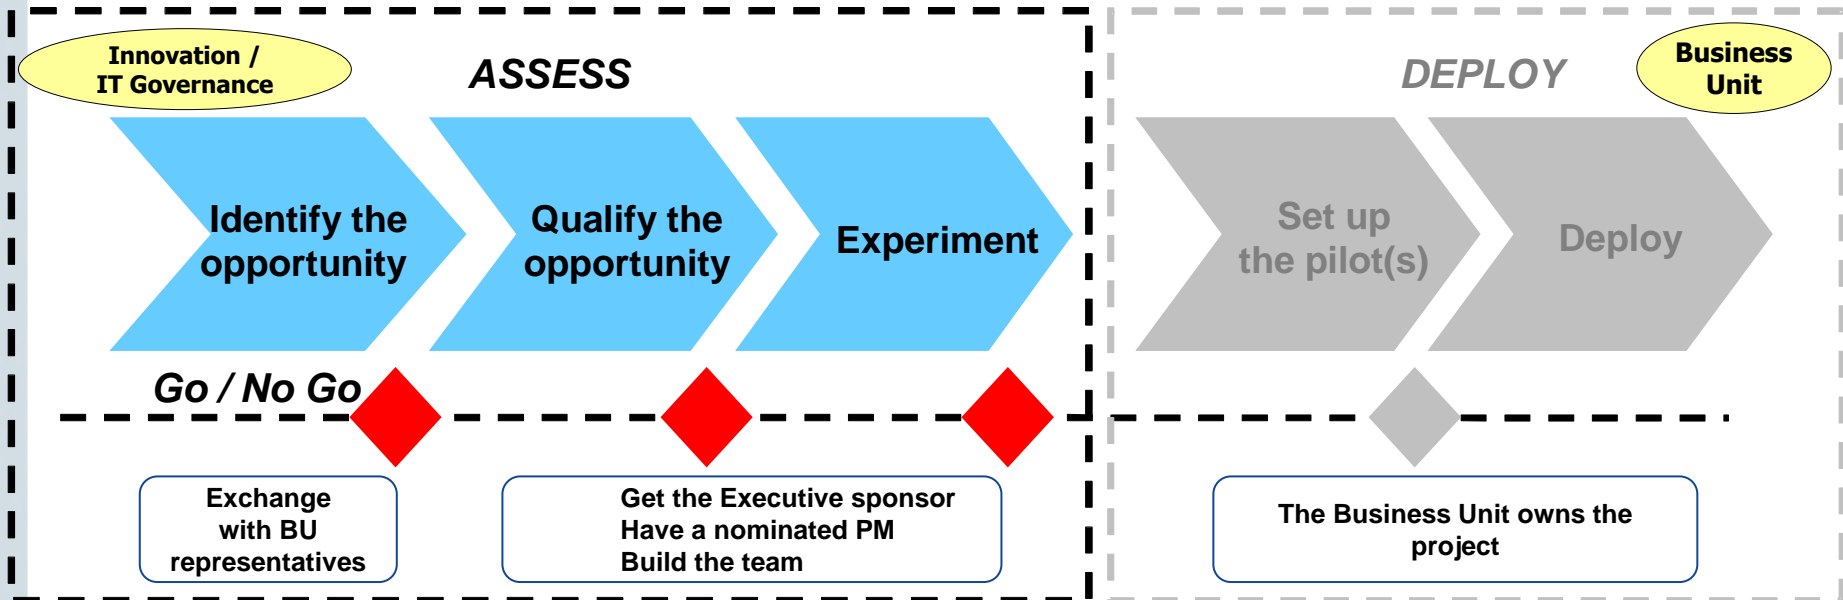 Innovation /
IT Governance
ASSESS
DEPLOY
Business
Unit
Identify the
opportunity
Qualify the
opportunity
Experiment
Set up
the pilot(s)
Deploy
Go / No Go
Exchange
with BU
representatives
Get the Executive sponsor
Have a nominated PM
Build the team
The Business Unit owns the
project